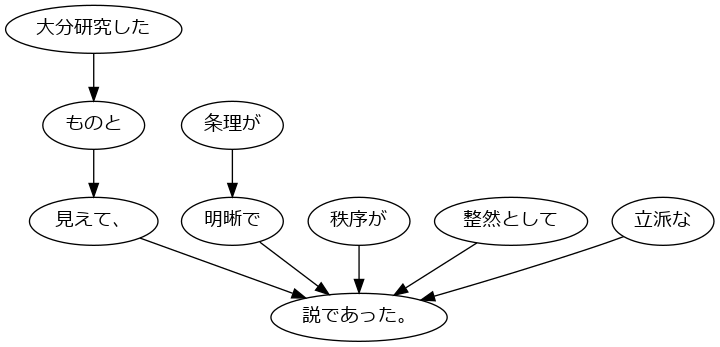 大分研究した
ものと
条理が
見えて、
明晰で
秩序が
整然として
立派な
説であった。